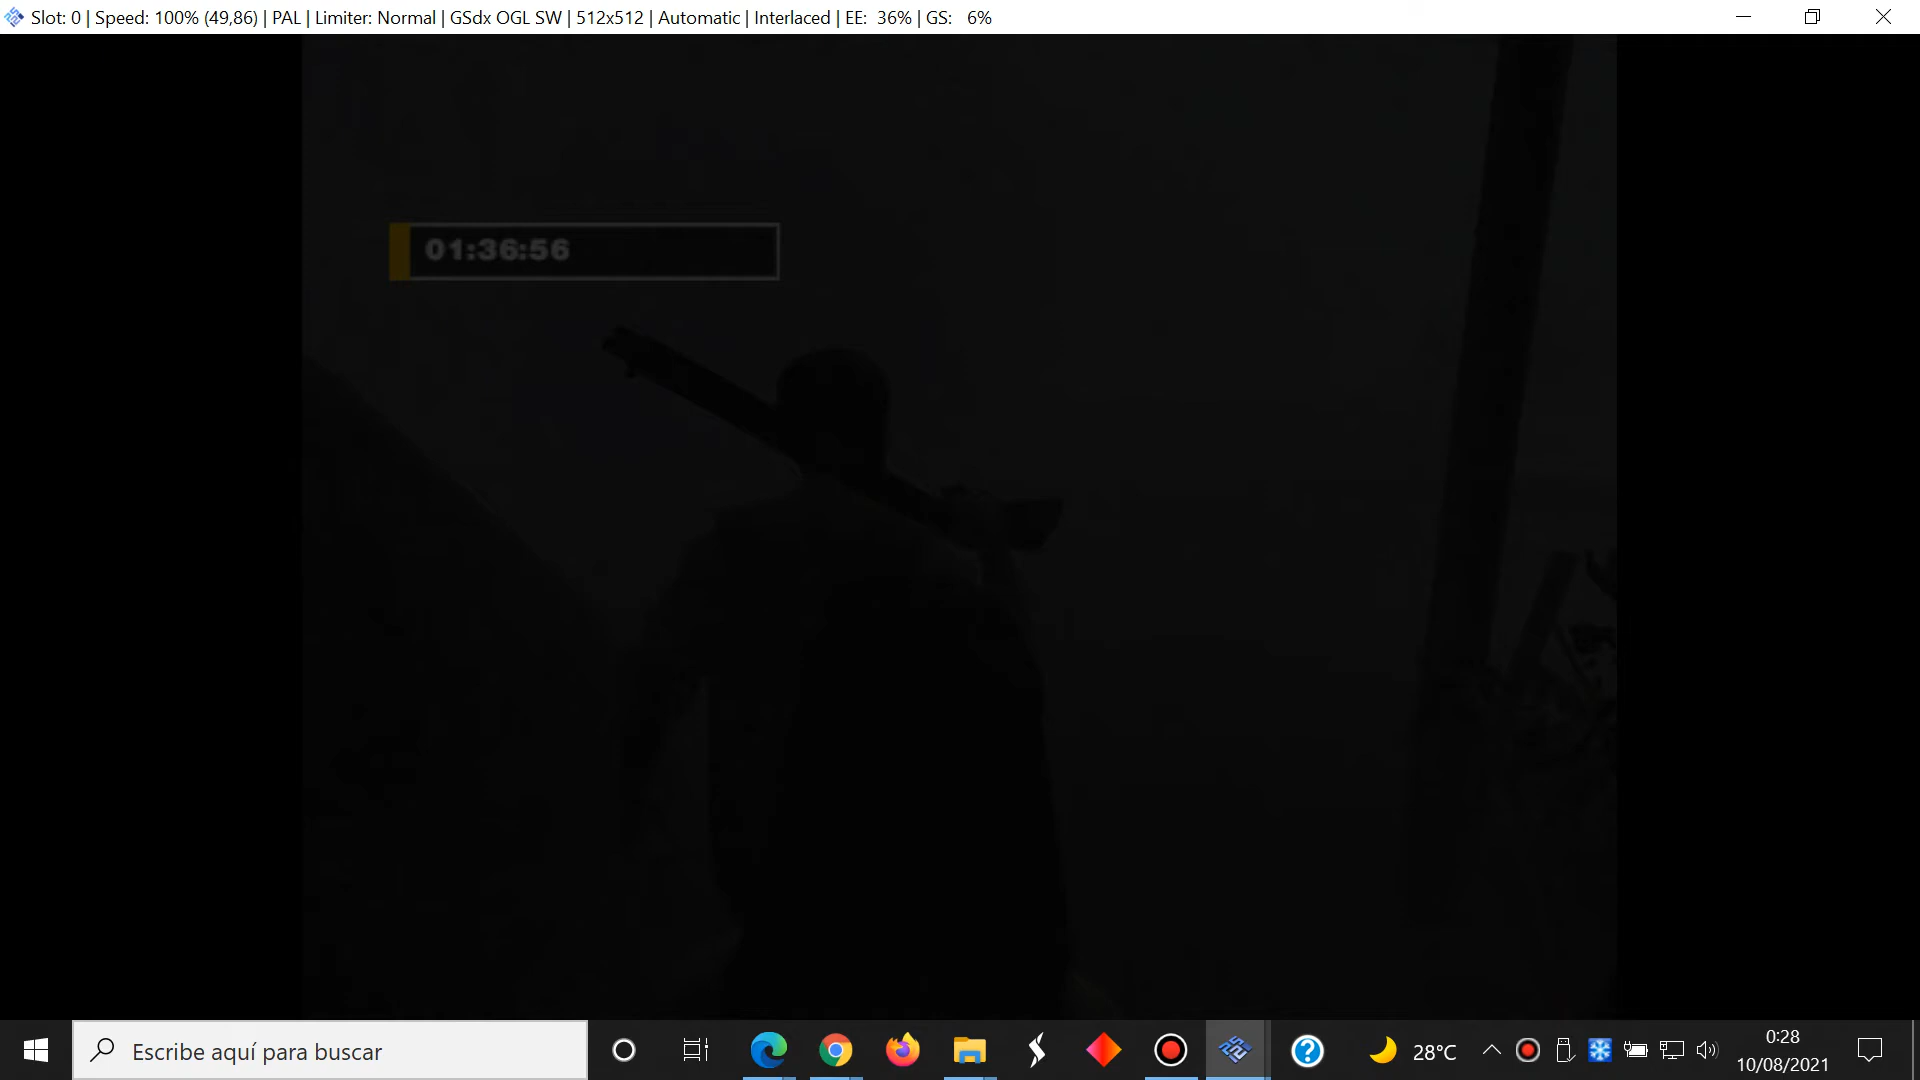 Slot: 0 | Speed: 100% (49,86) | PAL | Limiter: Normal | GSdx OGL SW | 512x512 | Automatic | Interlaced | EE: 36% | GS: 6%
01:36:56
Escribe aquí para buscar
28°C
0:28
10/08/2021